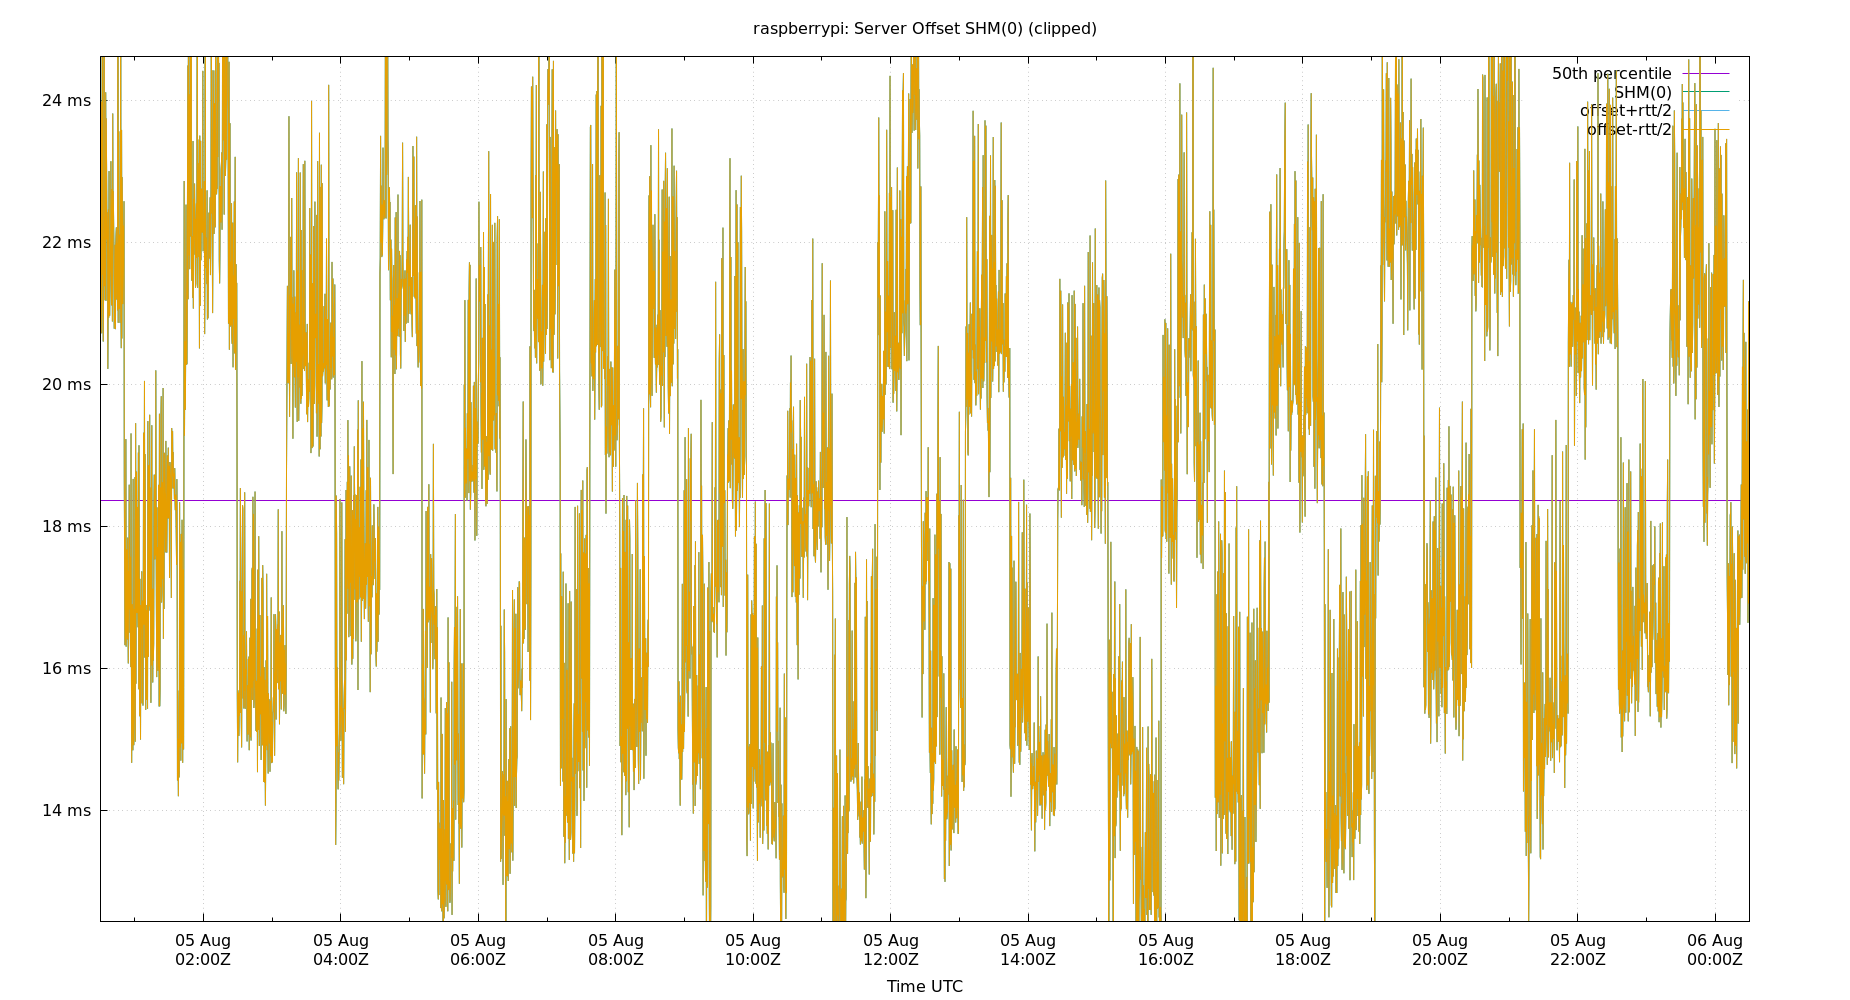 raspberrypi: Server Offset SHM(0) (clipped)
50th percentile
SHM(0)
offset+rtt/2
offset-rtt/2
24 ms
22 ms
20 ms
18 ms
16 ms
14 ms
05 Aug 05 Aug 05 Aug 05 Aug 05 Aug 05 Aug 05 Aug 05 Aug 05 Aug 05 Aug 05 Aug 06 Aug
02:00Z 04:00Z 06:00Z 08:00Z 10:00Z 12:00Z 14:00Z 16:00Z 18:00Z 20:00Z 22:00Z 00:00Z
Time UTC